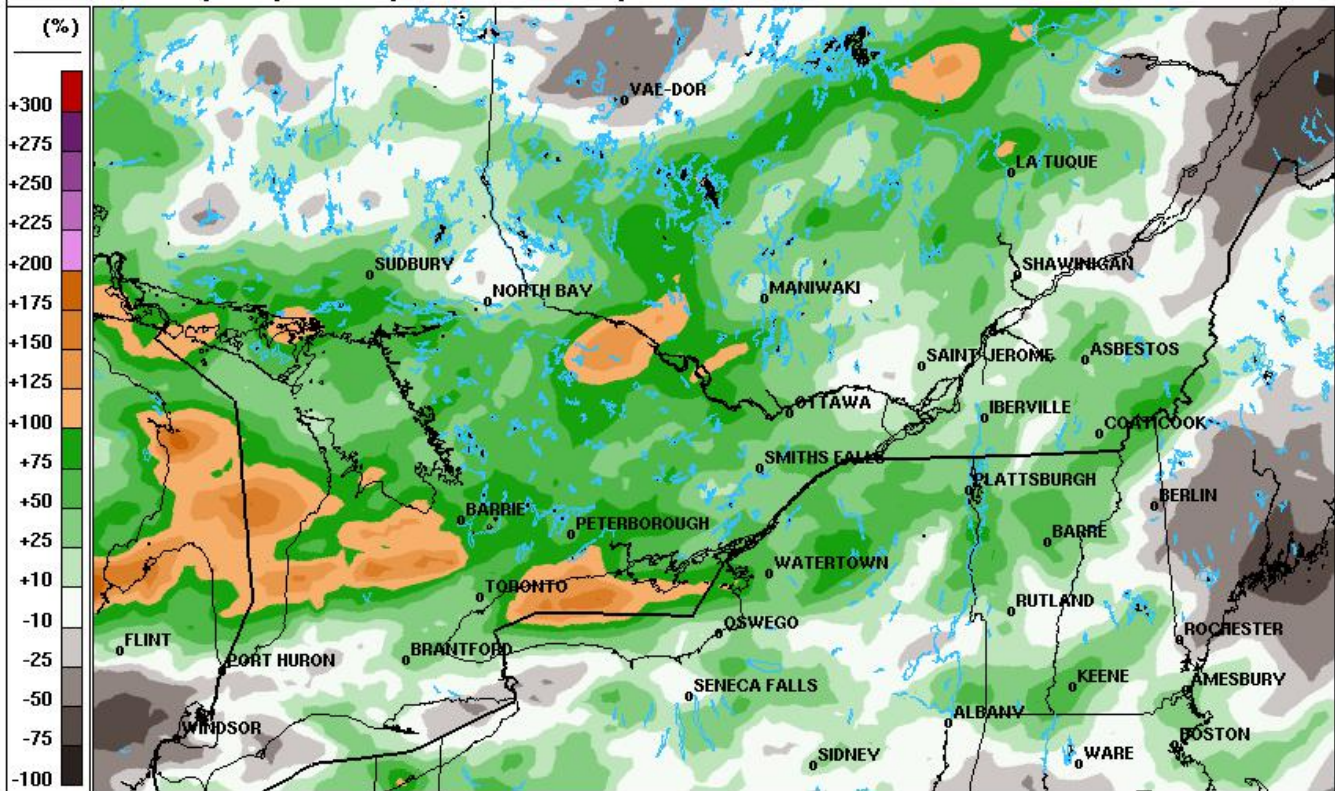 (%)
+300
+275
+250
+225
+200
+175
+150
+125
+100
+75
+50
+25
+10
-10
-25
-50
-75
-100
VAE-DOR
LA TUQUE
SUDBURY
SHAWINIGAN
NORTH BAY
MANIWAKI
SAINT JEROME
ASBESTOS
OTTAWA
IBERVILLE
COATICOOK
SMITHS FALLS
PLATTSBURGH
BERLIN
BARRIE
PETERBOROUGH
BARRE
WATERTOWN
TORONTO
RUTLAND
OSWEGO
ROCHESTER
FLINT
BRANTFORD
PORT HURON
KEENE
AMESBURY
SENECA FALLS
ALBANY
WINDSOR
BOSTON
SIDNEY
WARE